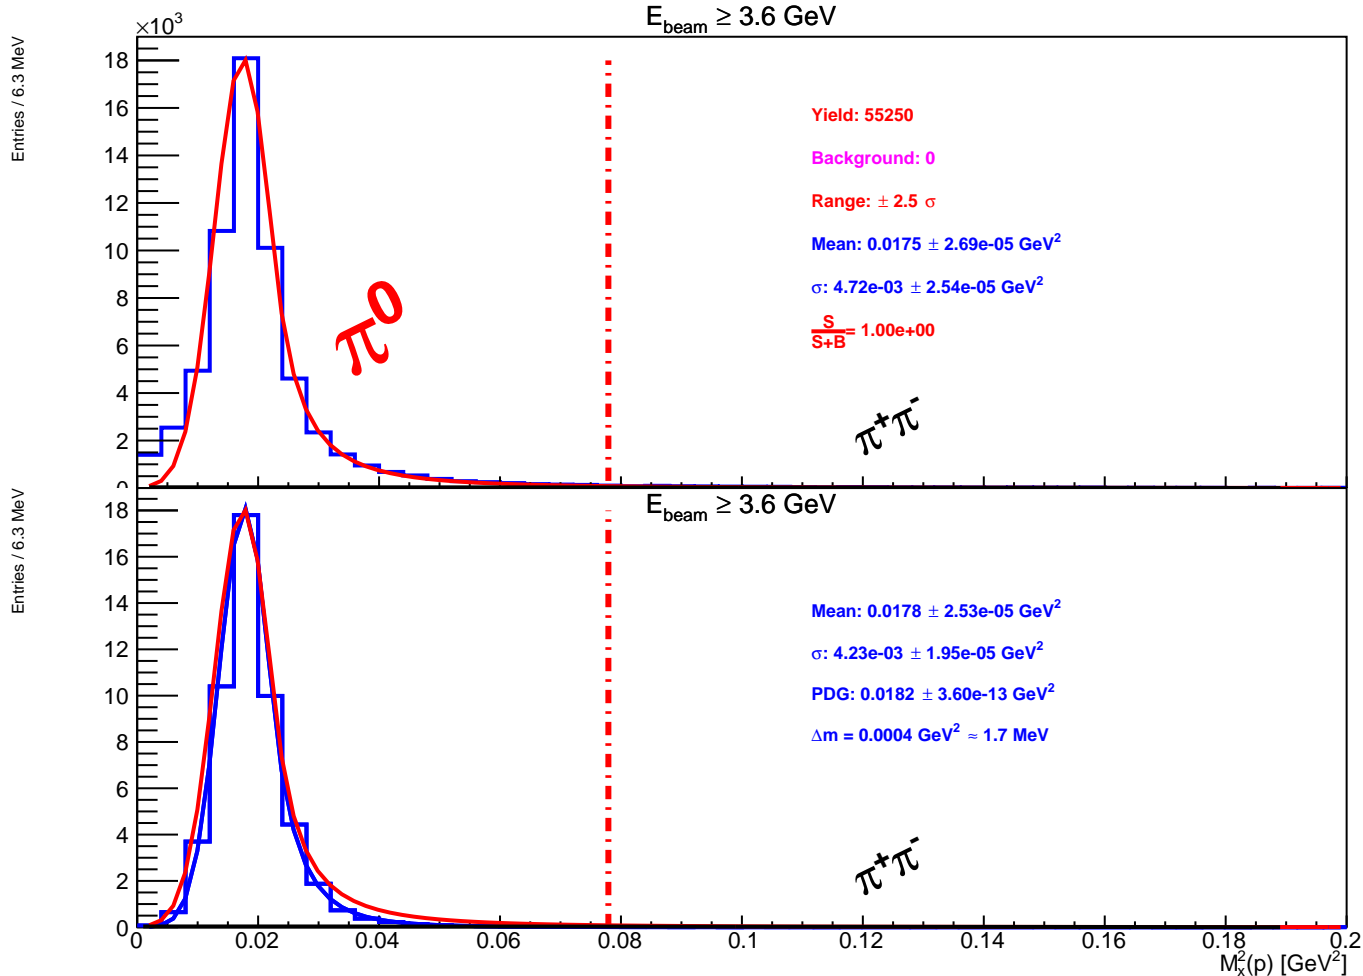 E_beam ≥ 3.6 GeV
×10³
Entries / 6.3 MeV
18
16
14
12
10
8
6
4
2
0
Yield: 55250
Background: 0
Range: ± 2.5 σ
Mean: 0.0175 ± 2.69e-05 GeV²
σ: 4.72e-03 ± 2.54e-05 GeV²
S/S+B = 1.00e+00
π⁰
π⁺π⁻
E_beam ≥ 3.6 GeV
Entries / 6.3 MeV
18
16
14
12
10
8
6
4
2
0
Mean: 0.0178 ± 2.53e-05 GeV²
σ: 4.23e-03 ± 1.95e-05 GeV²
PDG: 0.0182 ± 3.60e-13 GeV²
Δm = 0.0004 GeV² ≈ 1.7 MeV
π⁺π⁻
0 0.02 0.04 0.06 0.08 0.1 0.12 0.14 0.16 0.18 0.2
M²ₓ(p) [GeV²]